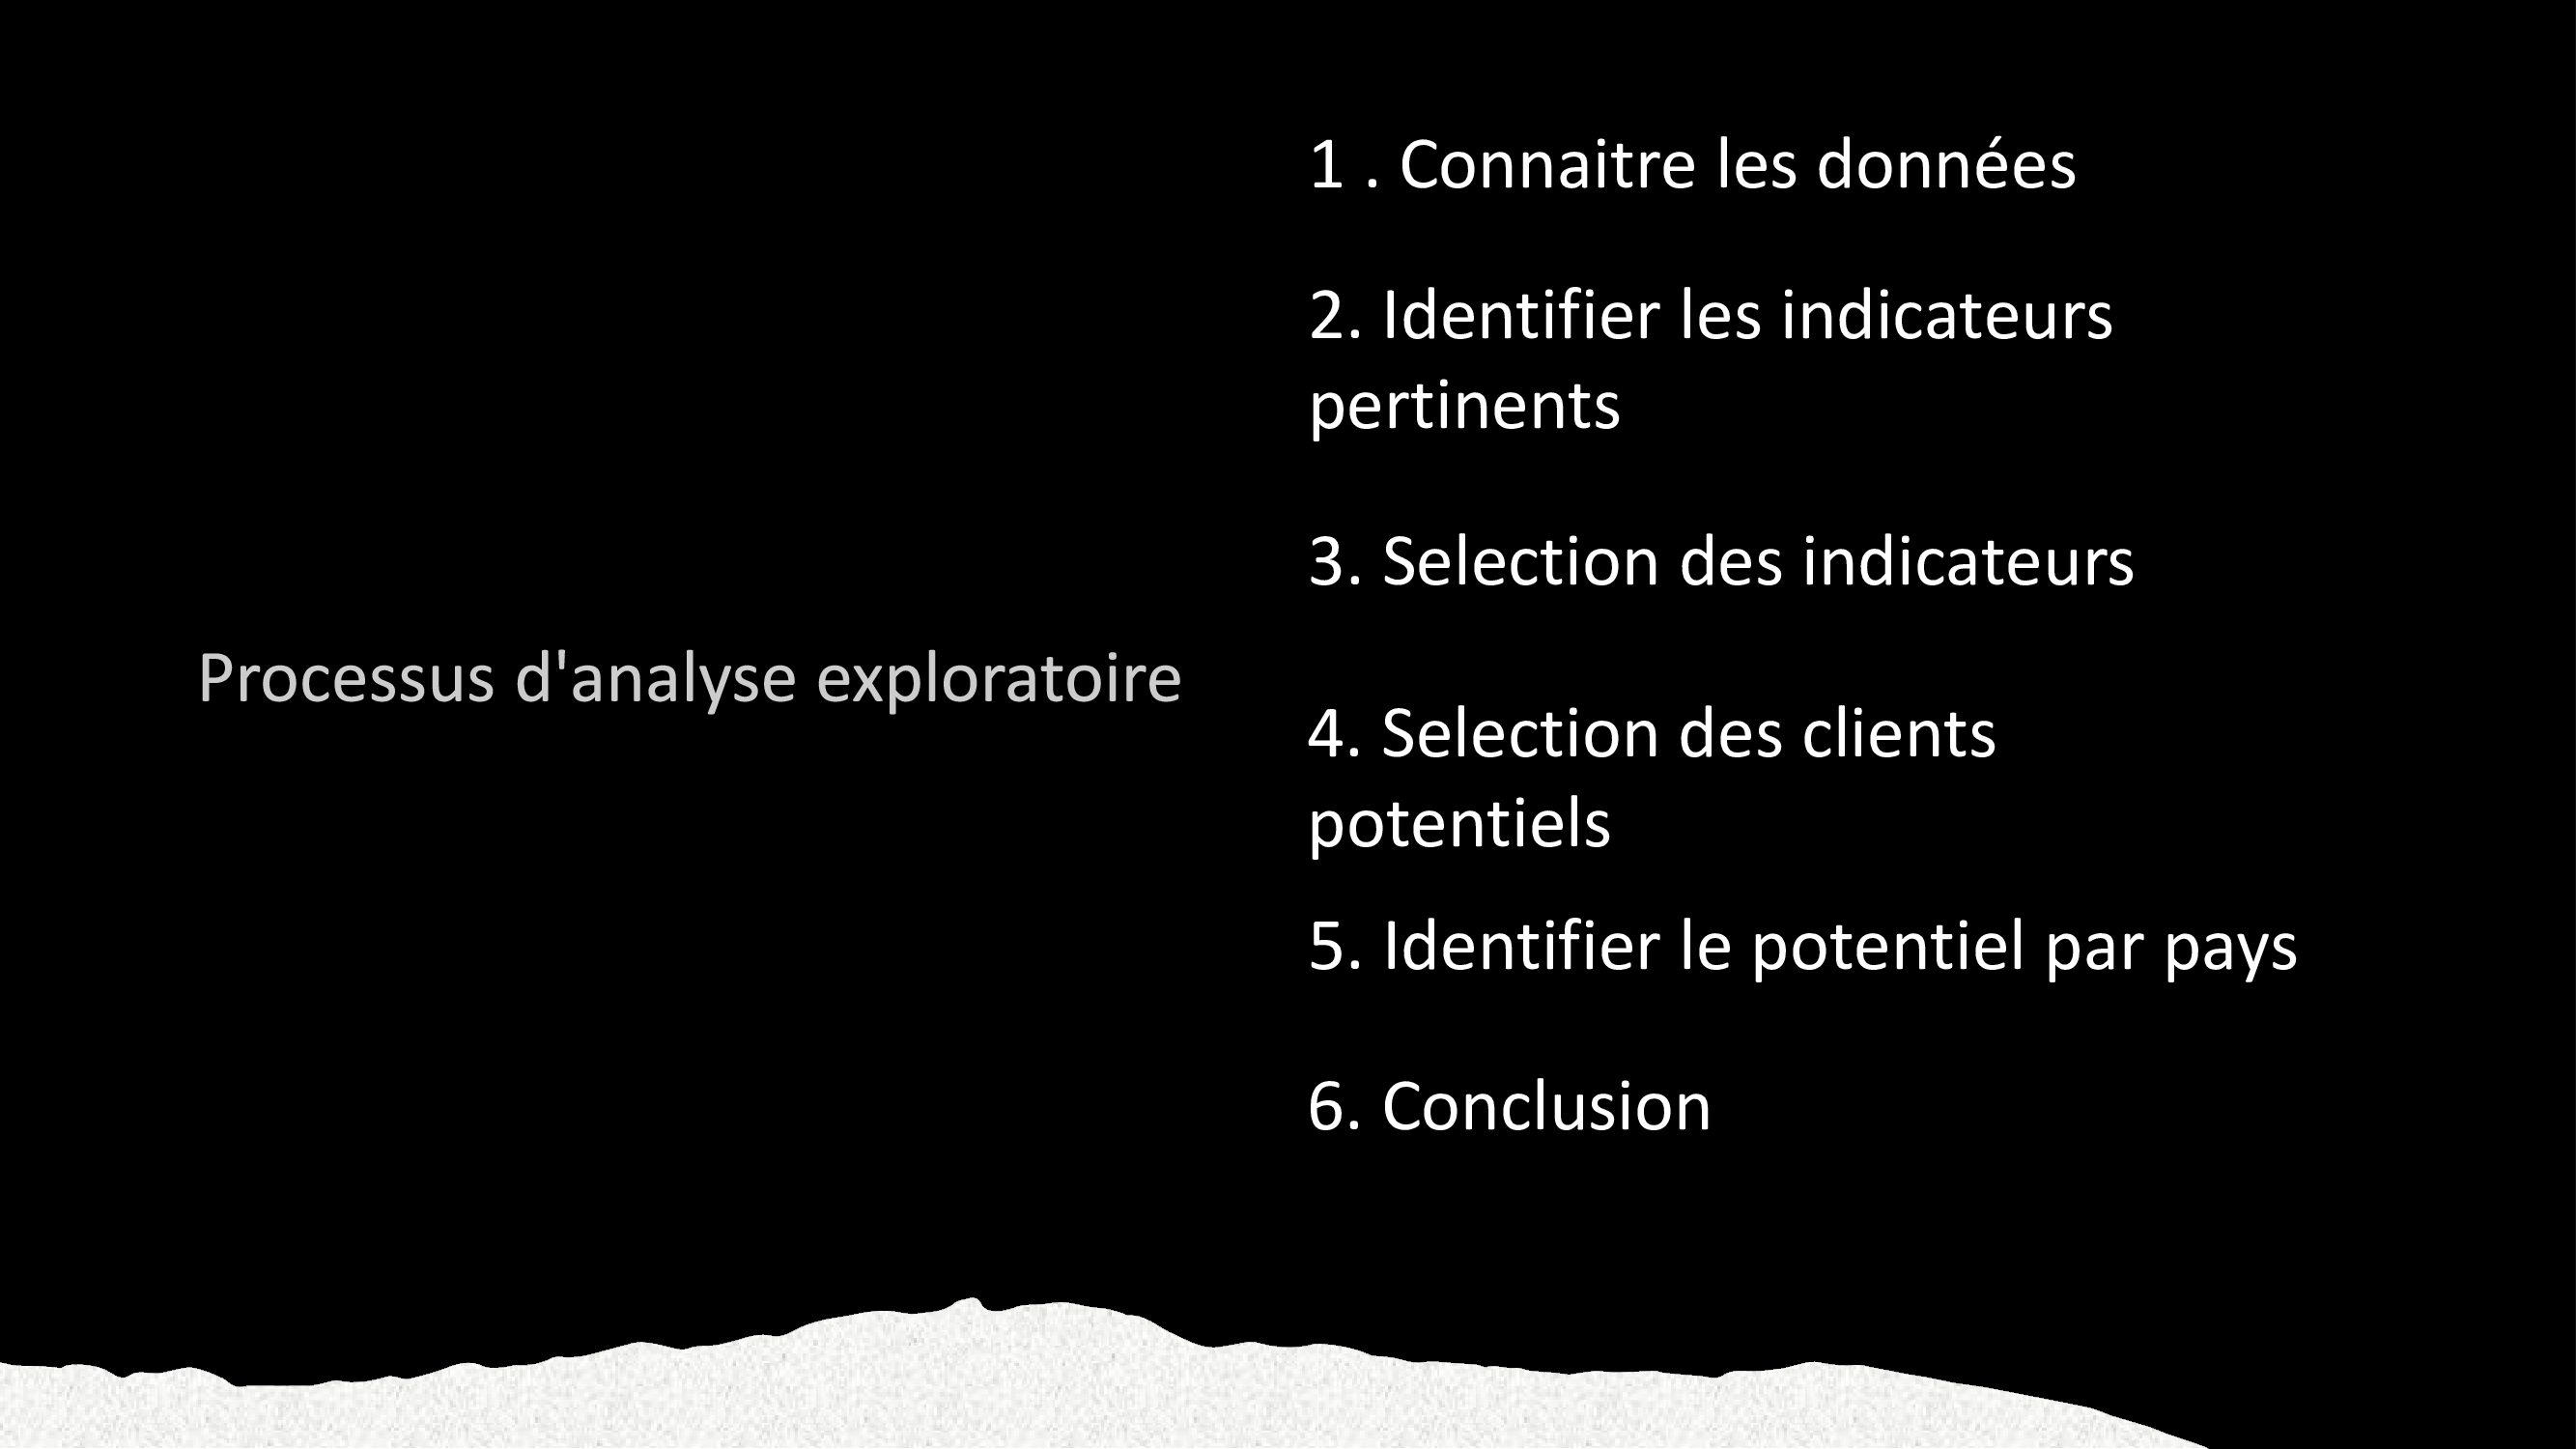 Processus d'analyse exploratoire
1 . Connaitre les données
2. Identifier les indicateurs
pertinents
3. Selection des indicateurs
4. Selection des clients
potentiels
5. Identifier le potentiel par pays
6. Conclusion